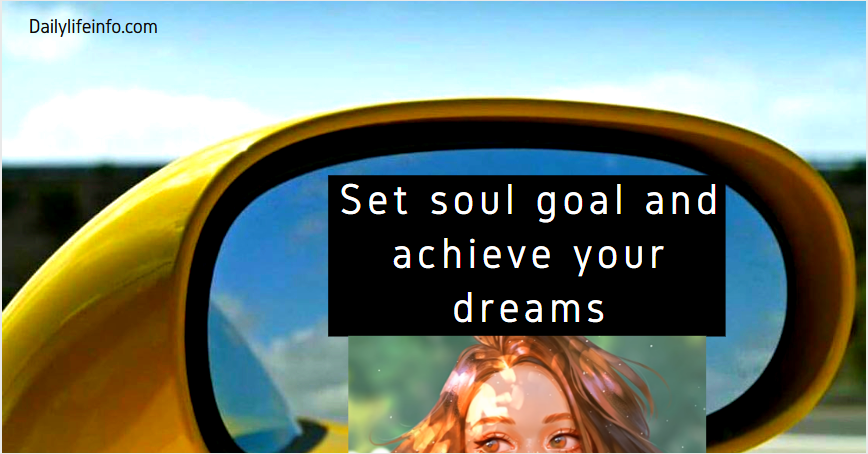 Dailylifeinfo.com
Set soul goal and
achieve your
dreams